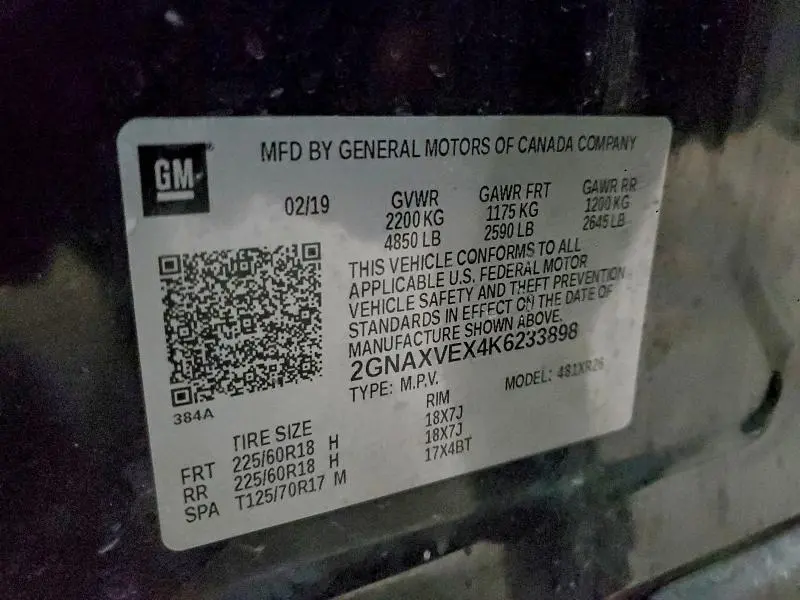 GM
MFD BY GENERAL MOTORS OF CANADA COMPANY
02/19 GVWR GAWR FRT GAWR RR
2200 KG 1175 KG 1200 KG
4850 LB 2590 LB 2645 LB
THIS VEHICLE CONFORMS TO ALL
APPLICABLE U.S. FEDERAL MOTOR
VEHICLE SAFETY AND THEFT PREVENTION
STANDARDS IN EFFECT ON THE DATE OF
MANUFACTURE SHOWN ABOVE.
2GNAXVEX4K6233898
TYPE: M.P.V. MODEL: 481XR26
384A
TIRE SIZE RIM
FRT 225/60R18 H 18X7J
RR 225/60R18 H 18X7J
SPA T125/70R17 M 17X4BT